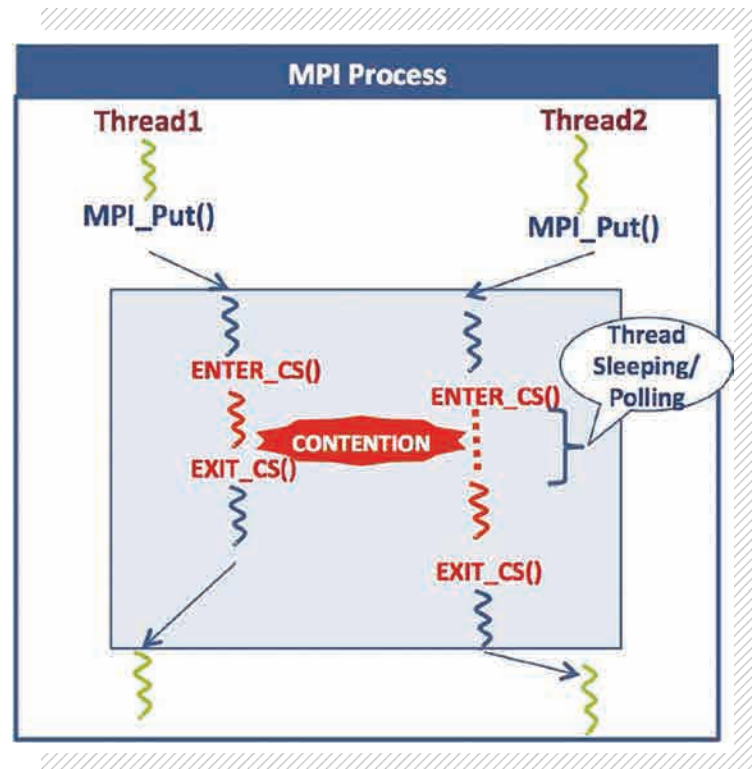 MPI Process
Thread1
Thread2
MPI_Put()
MPI_Put()
Thread
Sleeping/
Polling
ENTER_CS()
ENTER_CS()
CONTENTION
EXIT_CS()
EXIT_CS()